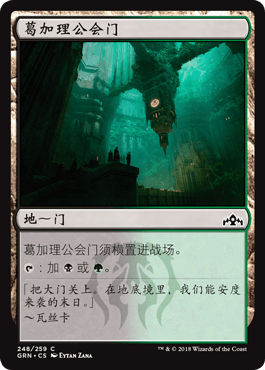 葛加理公会门
地～门
葛加理公会门须横置进战场。
：加或。
「把大门关上。在地底境里，我们能安度
来袭的末日。」
～瓦丝卡
248/259 C
GRN • CS EYTAN ZANA
™ & © 2018 Wizards of the Coast